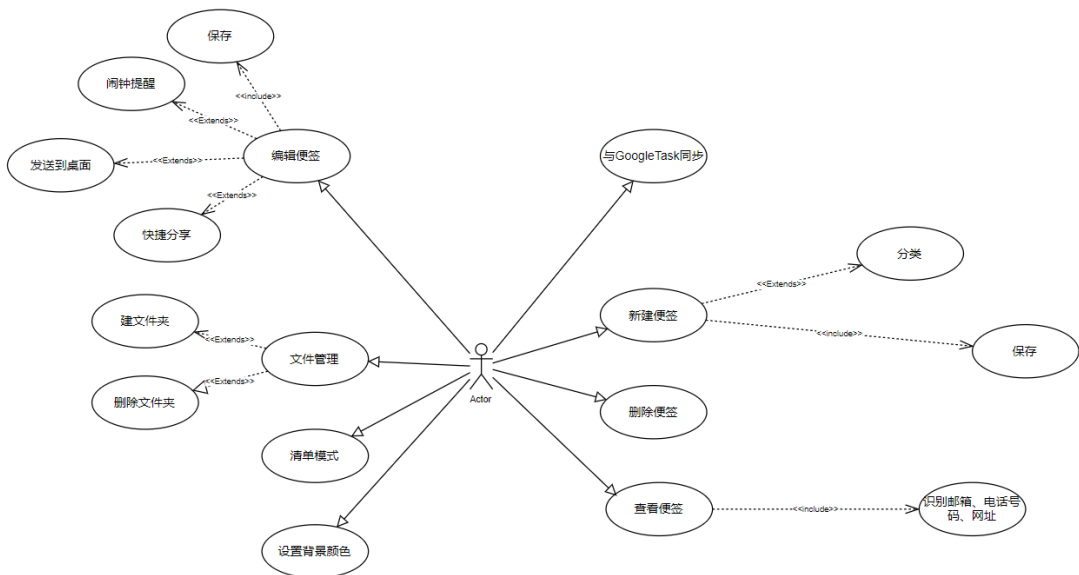 保存
闹钟提醒
<<include>>
<<Extends>>
发送到桌面
<<Extends>>
编辑便签
与GoogleTask同步
<<Extends>>
快捷分享
分类
<<Extends>>
建文件夹
新建便签
<<Extends>>
<<include>>
文件管理
保存
<<Extends>>
删除文件夹
Actor
删除便签
清单模式
查看便签
<<include>>
识别邮箱、电话号
码、网址
设置背景颜色